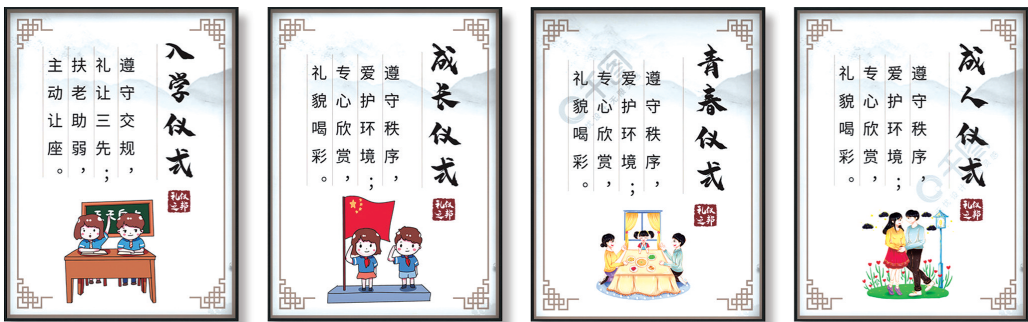 入学仪式
遵守交规，
礼让三先；
扶老助弱，
主动让座。
礼仪之邦
成长仪式
遵守秩序，
爱护环境；
专心欣赏，
礼貌喝彩。
礼仪之邦
青春仪式
遵守秩序，
爱护环境；
专心欣赏，
礼貌喝彩。
礼仪之邦
成人仪式
遵守秩序，
爱护环境；
专心欣赏，
礼貌喝彩。
礼仪之邦